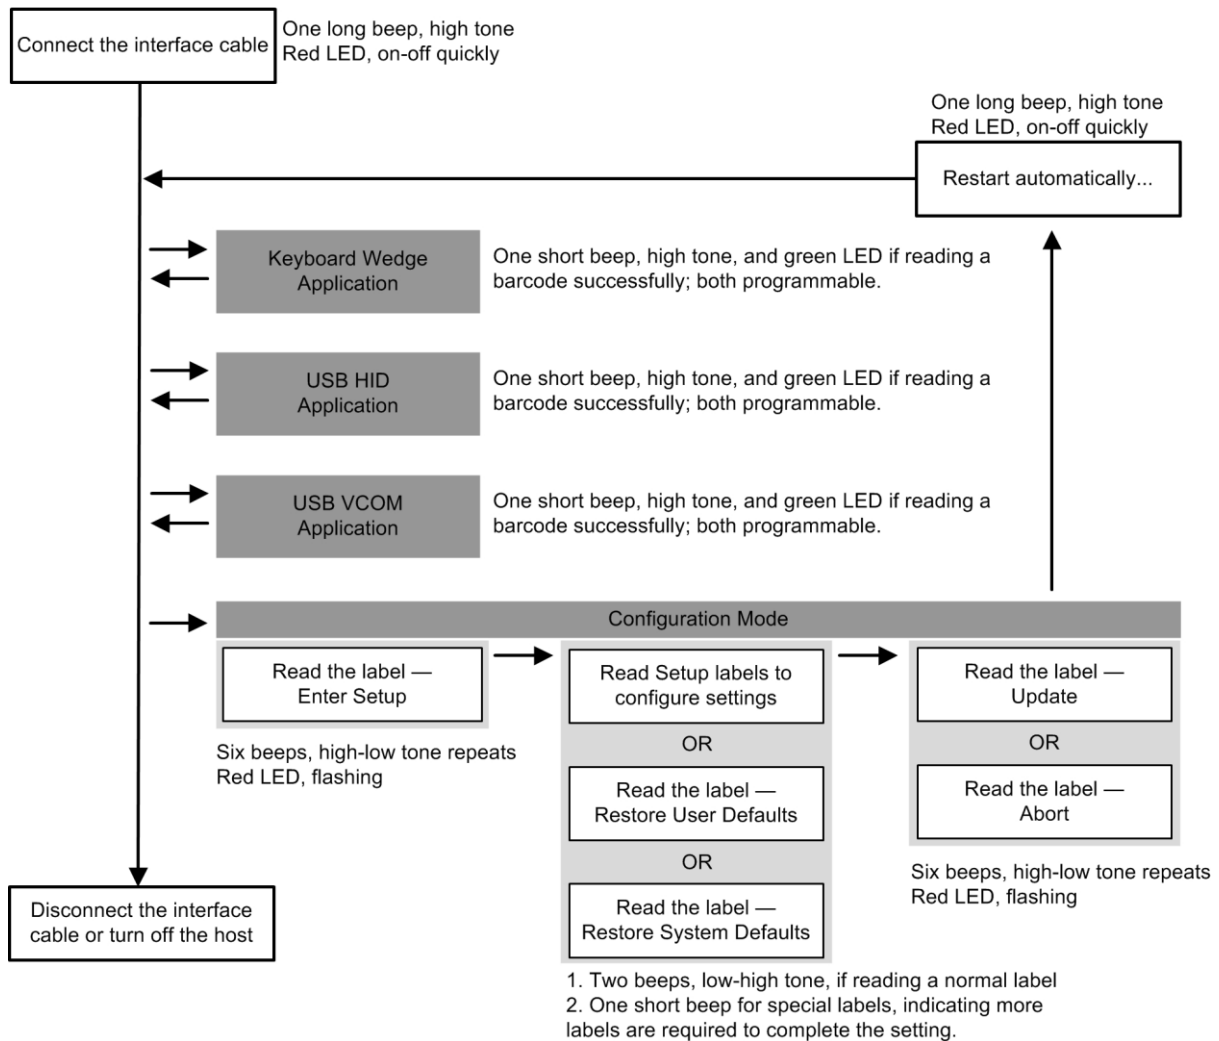 Connect the interface cable
One long beep, high tone
Red LED, on-off quickly
One long beep, high tone
Red LED, on-off quickly
Restart automatically...
Keyboard Wedge
Application
One short beep, high tone, and green LED if reading a
barcode successfully; both programmable.
USB HID
Application
One short beep, high tone, and green LED if reading a
barcode successfully; both programmable.
USB VCOM
Application
One short beep, high tone, and green LED if reading a
barcode successfully; both programmable.
Configuration Mode
Read the label —
Enter Setup
Six beeps, high-low tone repeats
Red LED, flashing
Read Setup labels to
configure settings
OR
Read the label —
Restore User Defaults
OR
Read the label —
Restore System Defaults
1. Two beeps, low-high tone, if reading a normal label
2. One short beep for special labels, indicating more
labels are required to complete the setting.
Read the label —
Update
OR
Read the label —
Abort
Six beeps, high-low tone repeats
Red LED, flashing
Disconnect the interface
cable or turn off the host